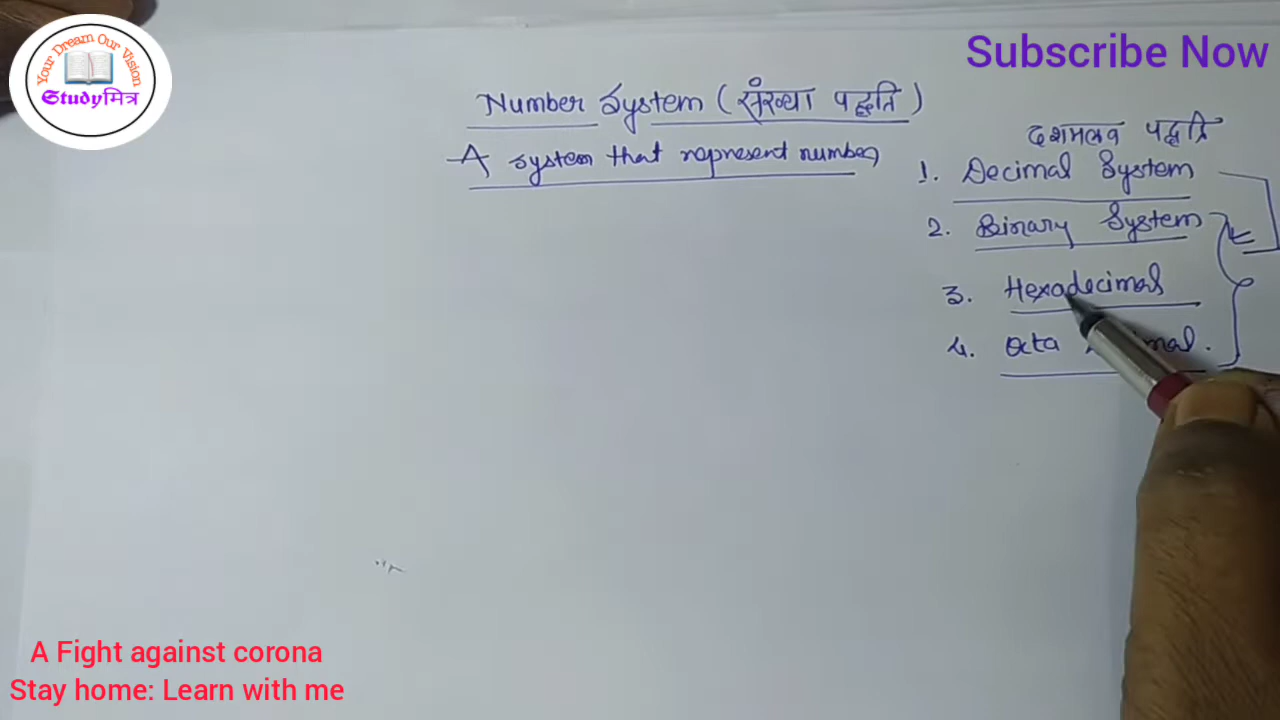 Your Dream Our Vision
Studyमित्र
Subscribe Now
Number System (संख्या पद्धति)
A system that represent number
दशमलव पद्धति
1. Decimal System
2. Binary System
3. Hexadecimal
4. Octa
A Fight against corona
Stay home: Learn with me